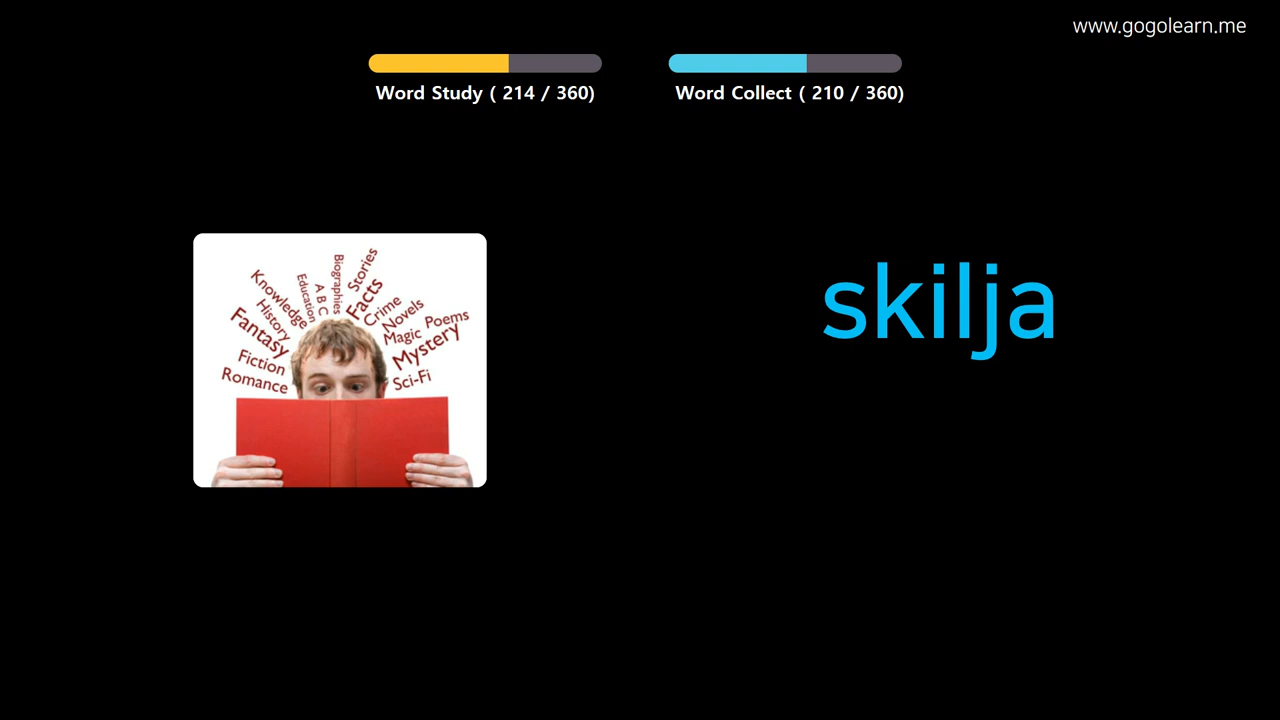 www.gogolearn.me
Word Study ( 214 / 360)
Word Collect ( 210 / 360)
skilja
Knowledge
History
Fantasy
Fiction
Romance
Education
A B C
Biographies
Stories
Facts
Crime
Novels
Magic
Poems
Mystery
Sci-Fi